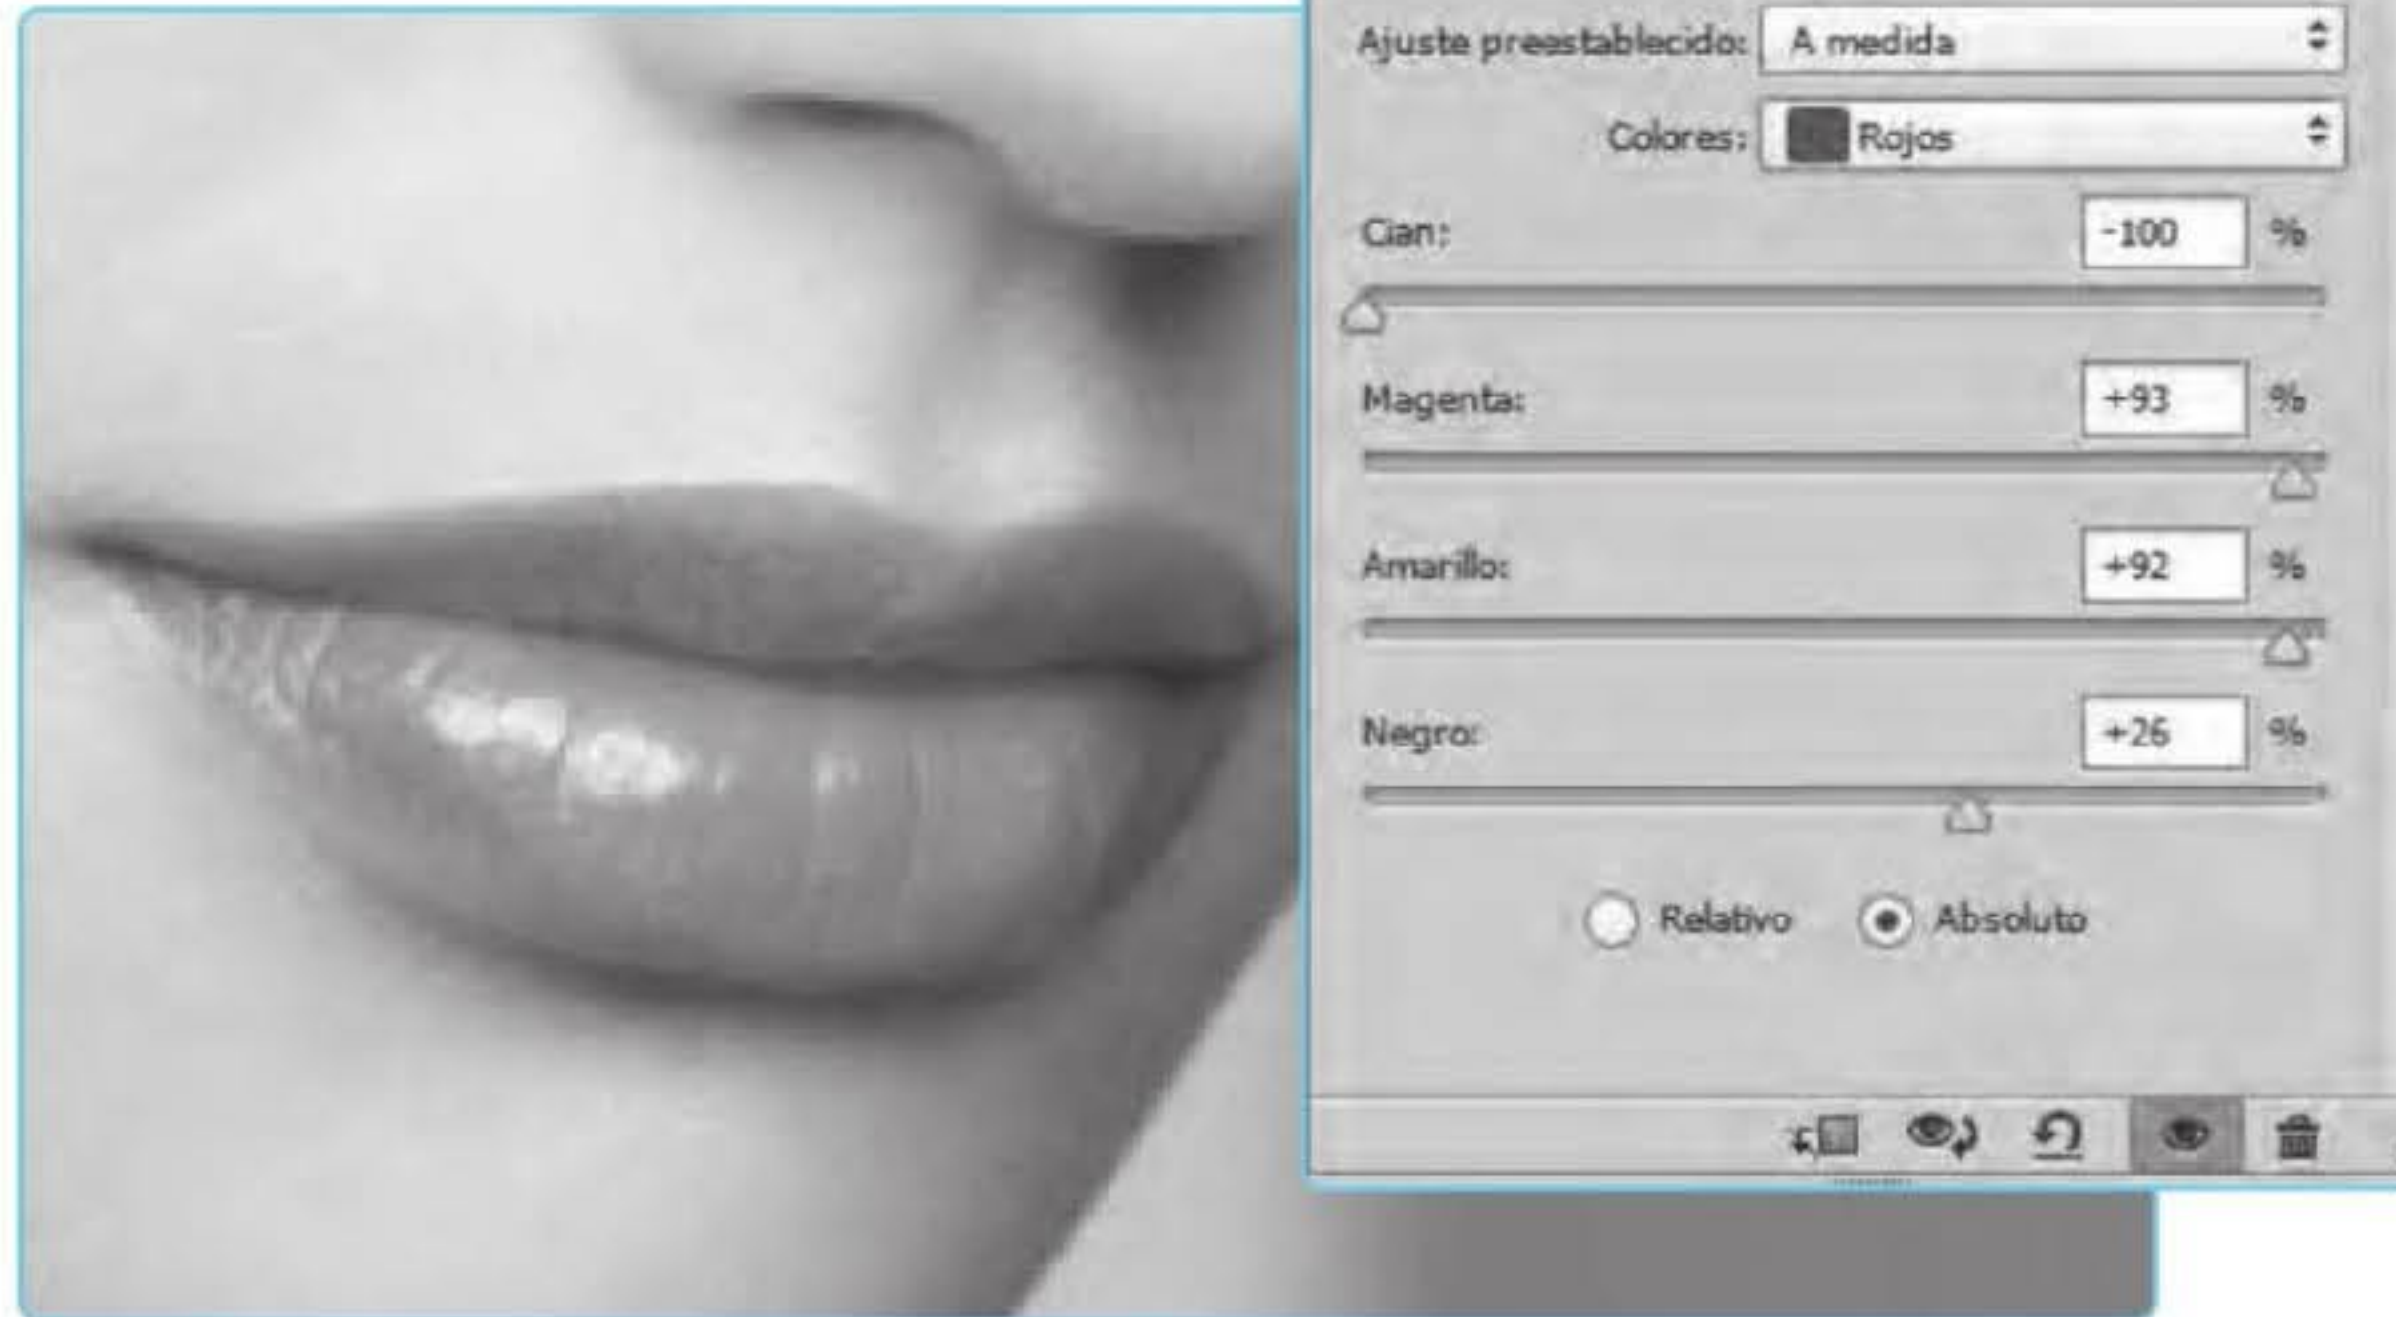 Ajuste preestablecido: A medida
Colores: Rojos
Cian: -100 %
Magenta: +93 %
Amarillo: +92 %
Negro: +26 %
Relativo Absoluto